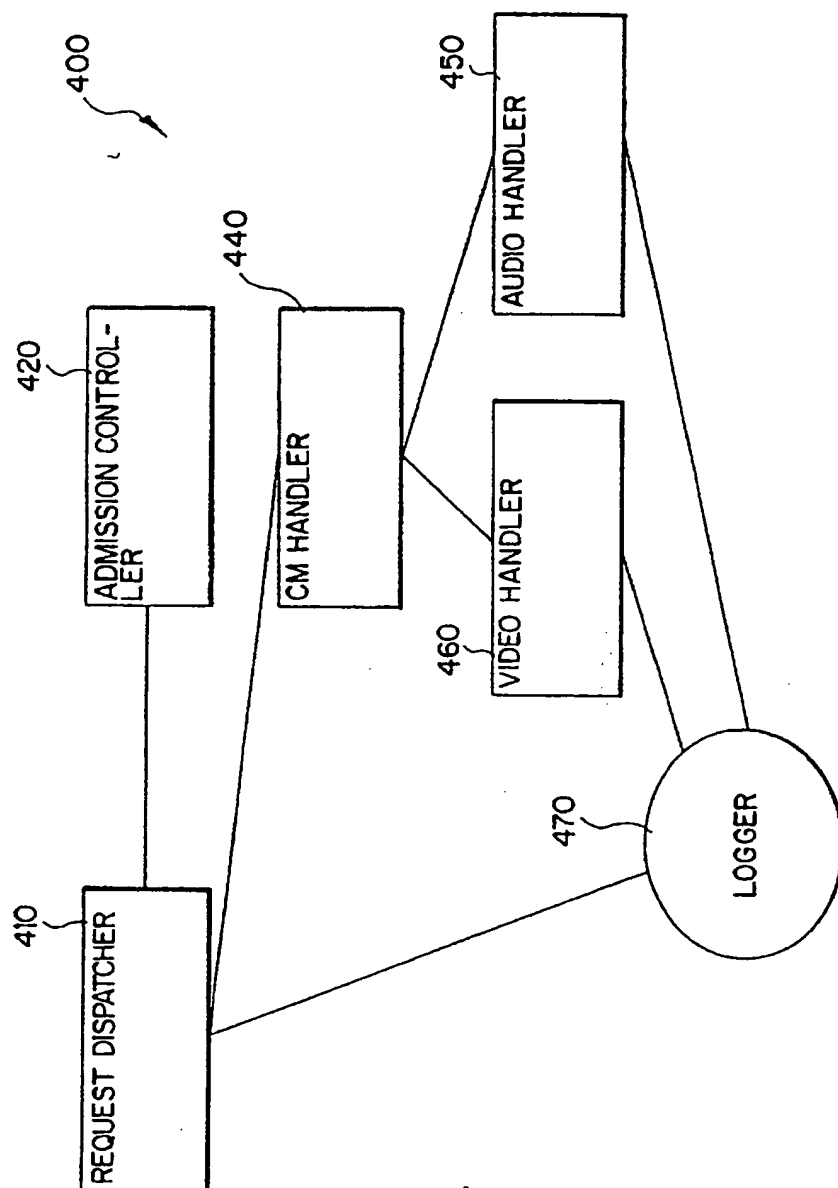 400
410
REQUEST DISPATCHER
420
ADMISSION CONTROL-
LER
440
CM HANDLER
460
VIDEO HANDLER
450
AUDIO HANDLER
470
LOGGER